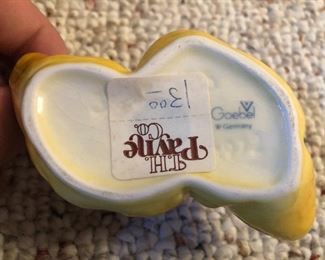 1300
T.H.
Payne
Co.
Goebel
W Germany